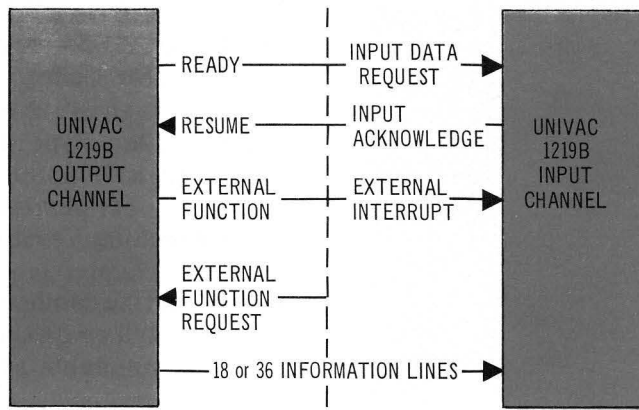 UNIVAC
1219B
OUTPUT
CHANNEL
READY
INPUT DATA
REQUEST
RESUME
INPUT
ACKNOWLEDGE
EXTERNAL
FUNCTION
EXTERNAL
INTERRUPT
EXTERNAL
FUNCTION
REQUEST
18 or 36 INFORMATION LINES
UNIVAC
1219B
INPUT
CHANNEL